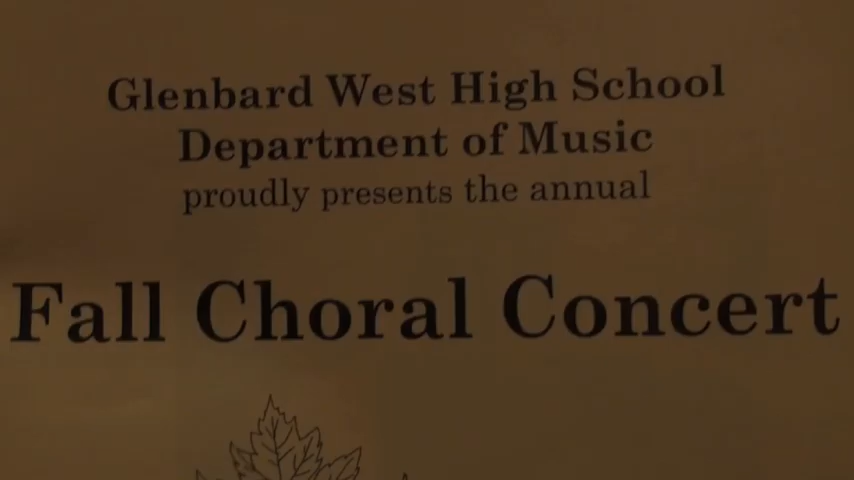 Glenbard West High School
Department of Music
proudly presents the annual
Fall Choral Concert